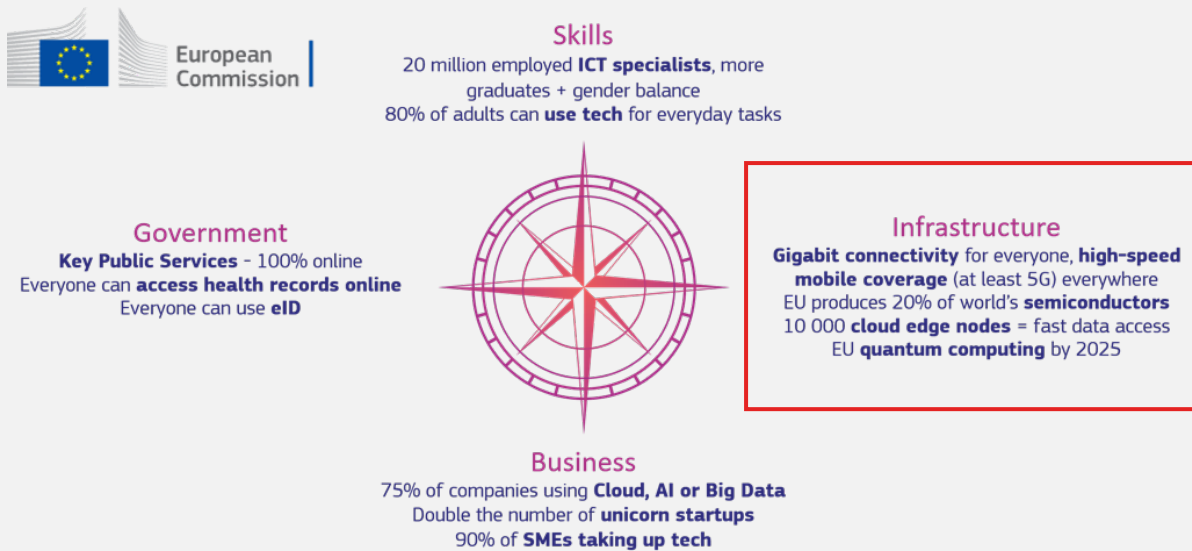 European
Commission
Skills
20 million employed ICT specialists, more
graduates + gender balance
80% of adults can use tech for everyday tasks
Government
Key Public Services - 100% online
Everyone can access health records online
Everyone can use eID
Infrastructure
Gigabit connectivity for everyone, high-speed
mobile coverage (at least 5G) everywhere
EU produces 20% of world's semiconductors
10 000 cloud edge nodes = fast data access
EU quantum computing by 2025
Business
75% of companies using Cloud, AI or Big Data
Double the number of unicorn startups
90% of SMEs taking up tech